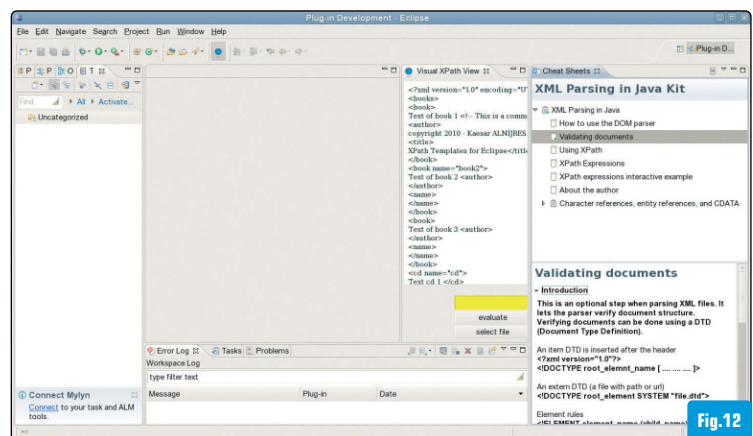 Plug-in Development - Eclipse
File Edit Navigate Search Project Run Window Help
Plug-in D...
P
P
O
T
Find
All
Activate...
Uncategorized
Connect Mylyn
Connect to your task and ALM
tools.
Visual XPath View
<?xml version="1.0" encoding="U
<books>
<book>
Text of book 1 <!-- This is a comm
<author>
copyright 2010 - Kaesar ALNIJRES
<title>
XPath Templates for Eclipse</title
</book>
<book name="book2">
Text of book 2 <author>
</author>
<name>
</name>
</book>
<book>
Text of book 3 <author>
</author>
<name>
</name>
</book>
<cd name="cd">
Text cd 1 </cd>
evaluate
select file
Error Log
Tasks
Problems
Workspace Log
type filter text
Message Plug-in Date
Cheat Sheets
XML Parsing in Java Kit
XML Parsing in Java
How to use the DOM parser
Validating documents
Using XPath
XPath Expressions
XPath expressions interactive example
About the author
Character references, entity references, and CDATA
Validating documents
Introduction
This is an optional step when parsing XML files. It
lets the parser verify document structure.
Verifying documents can be done using a DTD
(Document Type Definition).
An item DTD is inserted after the header
<?xml version="1.0"?>
<!DOCTYPE root_elemnt_name [ .... .... .... ]>
An extern DTD (a file with path or url)
<!DOCTYPE root_element SYSTEM "file.dtd">
Element rules
<!ELEMENT element_name (child_name)
Fig.12